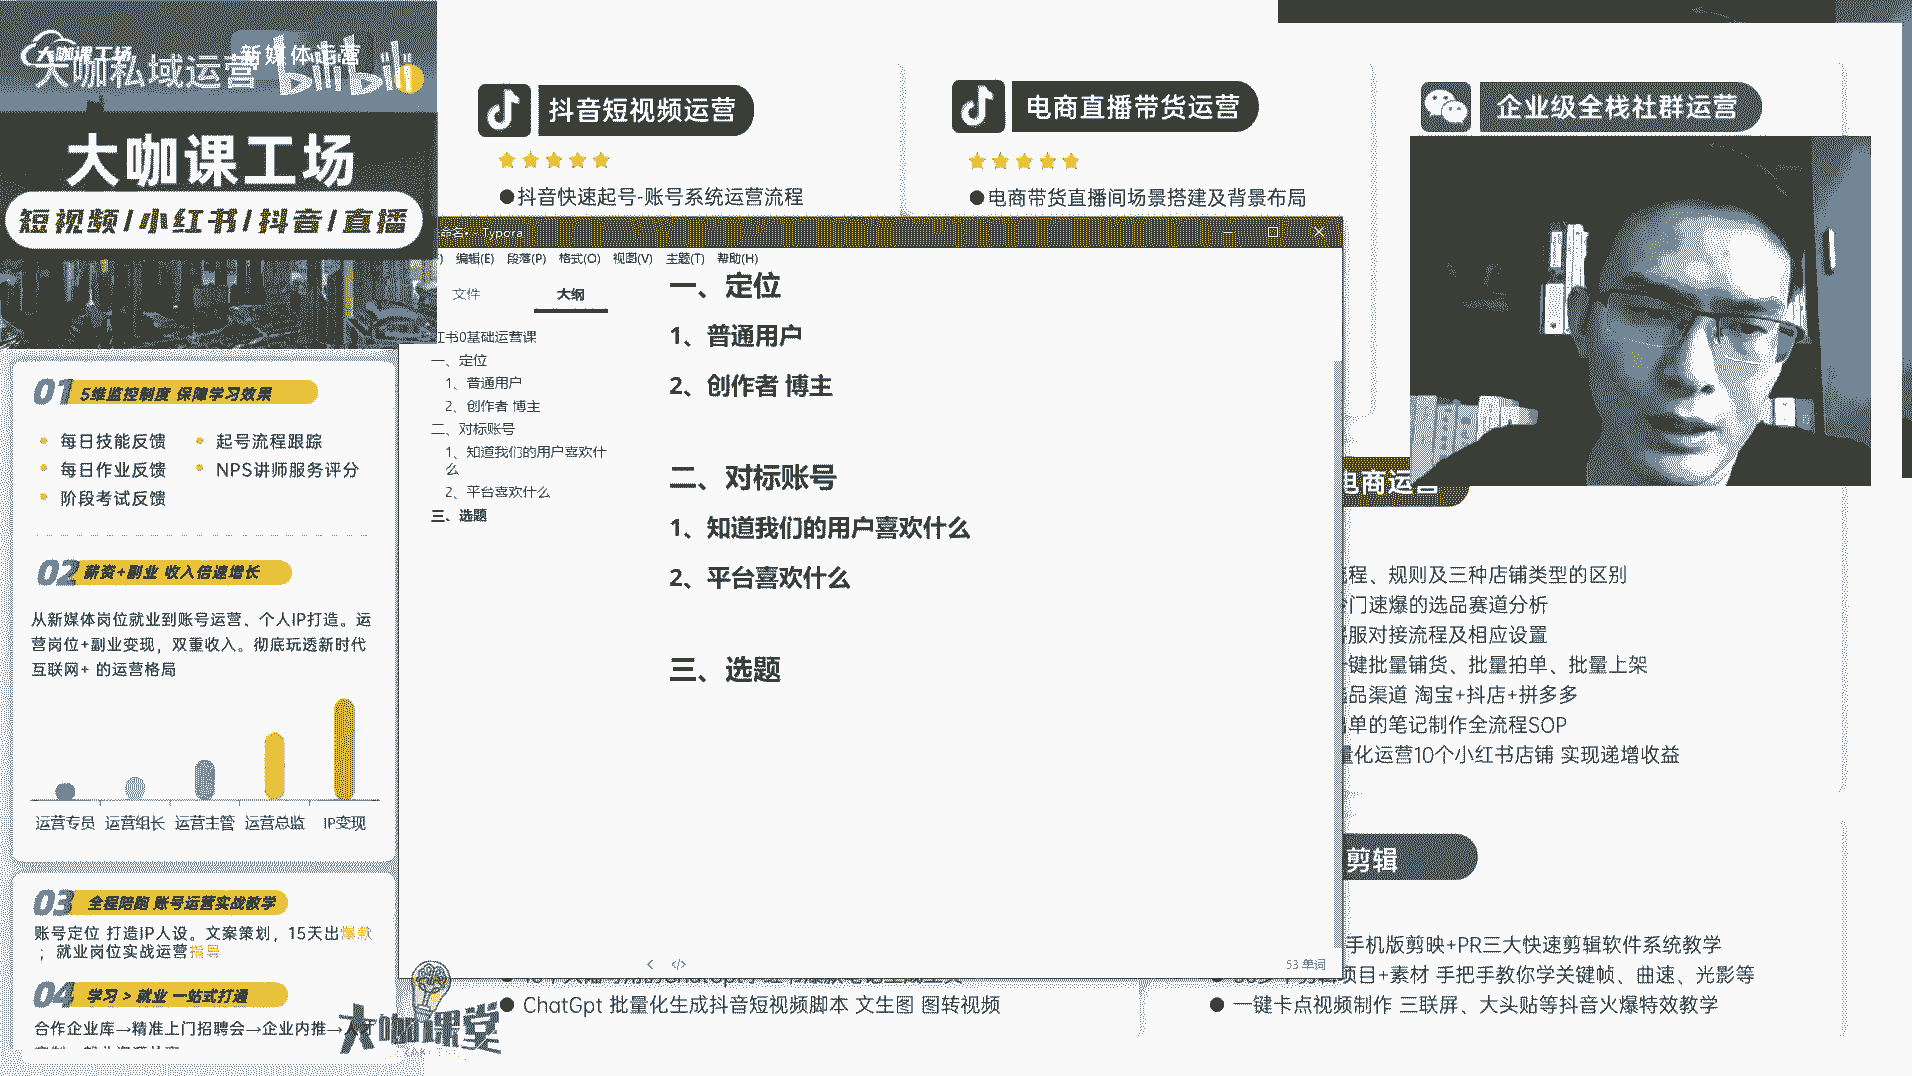 大咖课工场
新媒体运营
大咖私域运营
bilibili
大咖课工场
短视频/小红书/抖音/直播
01 5维监控制度 保障学习效果
每日技能反馈
起号流程跟踪
每日作业反馈
NPS讲师服务评分
阶段考试反馈
02 薪资+副业 收入倍速增长
从新媒体岗位就业到账号运营、个人IP打造。运
营岗位+副业变现，双重收入。彻底玩透新时代
互联网+ 的运营格局
运营专员 运营组长 运营主管 运营总监 IP变现
03 全程陪跑 账号运营实战教学
账号定位 打造IP人设。文案策划，15天出爆款
；就业岗位实战运营指导
04 学习 > 就业 一站式打通
合作企业库→精准上门招聘会→企业内推→人才
大咖课堂
抖音短视频运营
●抖音快速起号-账号系统运营流程
电商直播带货运营
●电商带货直播间场景搭建及背景布局
企业级全栈社群运营
命名• - Typora
编辑(E) 段落(P) 格式(O) 视图(V) 主题(T) 帮助(H)
文件 大纲
红书0基础运营课
一、定位
1、普通用户
2、创作者 博主
二、对标账号
1、知道我们的用户喜欢什
么
2、平台喜欢什么
三、选题
一、定位
1、普通用户
2、创作者 博主
二、对标账号
1、知道我们的用户喜欢什么
2、平台喜欢什么
三、选题
53 单词
电商运营
程、规则及三种店铺类型的区别
门速爆的选品赛道分析
服对接流程及相应设置
键批量铺货、批量拍单、批量上架
品渠道 淘宝+抖店+拼多多
单的笔记制作全流程SOP
量化运营10个小红书店铺 实现递增收益
剪辑
手机版剪映+PR三大快速剪辑软件系统教学
项目+素材 手把手教你学关键帧、曲速、光影等
● 一键卡点视频制作 三联屏、大头贴等抖音火爆特效教学
● ChatGpt 批量化生成抖音短视频脚本 文生图 图转视频